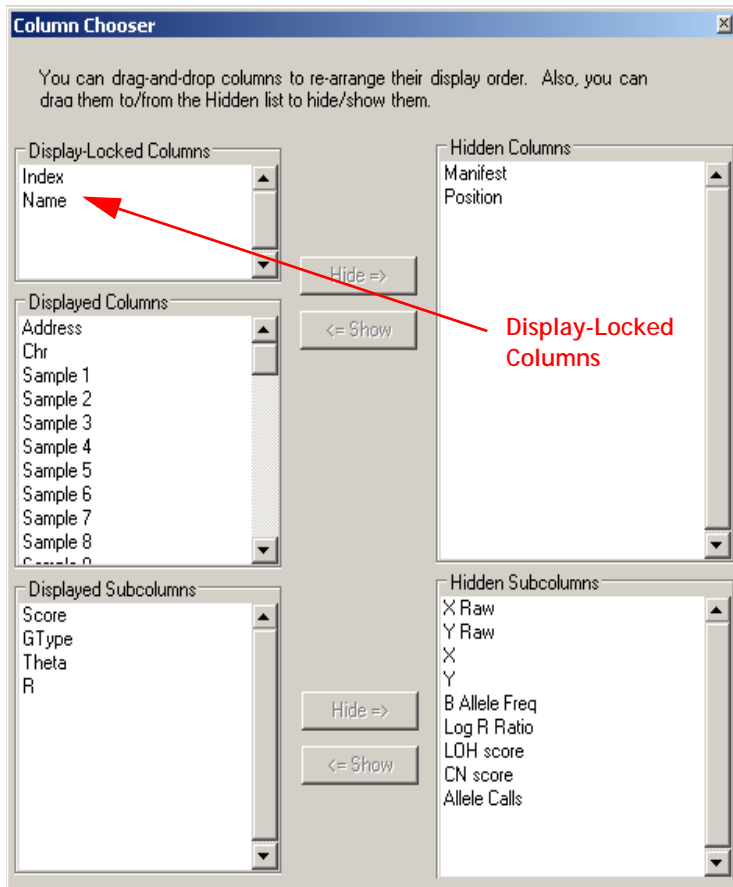 Column Chooser
You can drag-and-drop columns to re-arrange their display order. Also, you can
drag them to/from the Hidden list to hide/show them.
Display-Locked Columns
Index
Name
Hidden Columns
Manifest
Position
Hide =>
<= Show
Display-Locked
Columns
Displayed Columns
Address
Chr
Sample 1
Sample 2
Sample 3
Sample 4
Sample 5
Sample 6
Sample 7
Sample 8
Displayed Subcolumns
Score
GType
Theta
R
Hide =>
<= Show
Hidden Subcolumns
X Raw
Y Raw
X
Y
B Allele Freq
Log R Ratio
LOH score
CN score
Allele Calls